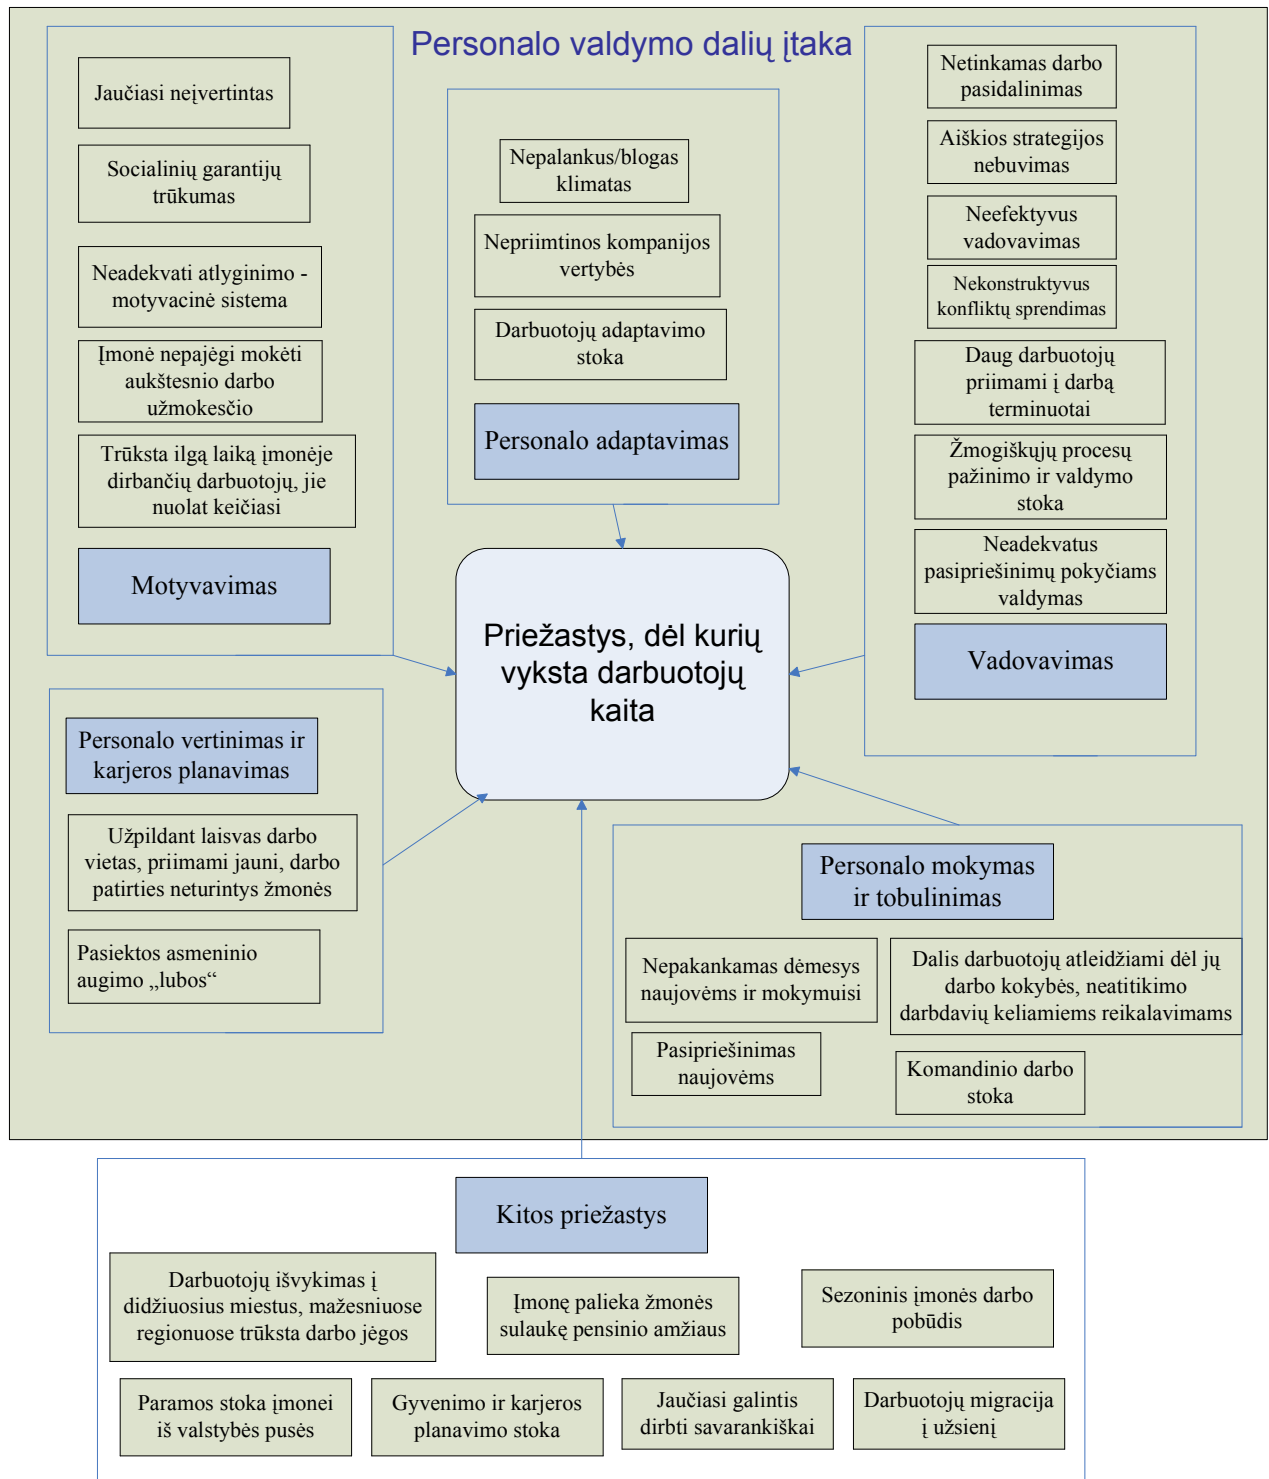 Personalo valdymo dalių įtaka
Jaučiasi neįvertintas
Socialinių garantijų
trūkumas
Neadekvati atlyginimo -
motyvacinė sistema
Įmonė nepajėgi mokėti
aukštesnio darbo
užmokesčio
Trūksta ilgą laiką įmonėje
dirbančių darbuotojų, jie
nuolat keičiasi
Motyvavimas
Nepalankus/blogas
klimatas
Nepriimtinos kompanijos
vertybės
Darbuotojų adaptavimo
stoka
Personalo adaptavimas
Netinkamas darbo
pasidalinimas
Aiškios strategijos
nebuvimas
Neefektyvus
vadovavimas
Nekonstruktyvus
konfliktų sprendimas
Daug darbuotojų
priimami į darbą
terminuotai
Žmogiškųjų procesų
pažinimo ir valdymo
stoka
Neadekvatus
pasipriešinimų pokyčiams
valdymas
Vadovavimas
Priežastys, dėl kurių
vyksta darbuotojų
kaita
Personalo vertinimas ir
karjeros planavimas
Užpildant laisvas darbo
vietas, priimami jauni, darbo
patirties neturintys žmonės
Pasiektos asmeninio
augimo „lubos“
Personalo mokymas
ir tobulinimas
Nepakankamas dėmesys
naujovėms ir mokymuisi
Dalis darbuotojų atleidžiami dėl jų
darbo kokybės, neatitikimo
darbdavių keliamiems reikalavimams
Pasipriešinimas
naujovėms
Komandinio darbo
stoka
Kitos priežastys
Darbuotojų išvykimas į
didžiuosius miestus, mažesniuose
regionuose trūksta darbo jėgos
Įmonę palieka žmonės
sulaukę pensinio amžiaus
Sezoninis įmonės darbo
pobūdis
Paramos stoka įmonei
iš valstybės pusės
Gyvenimo ir karjeros
planavimo stoka
Jaučiasi galintis
dirbti savarankiškai
Darbuotojų migracija
į užsienį